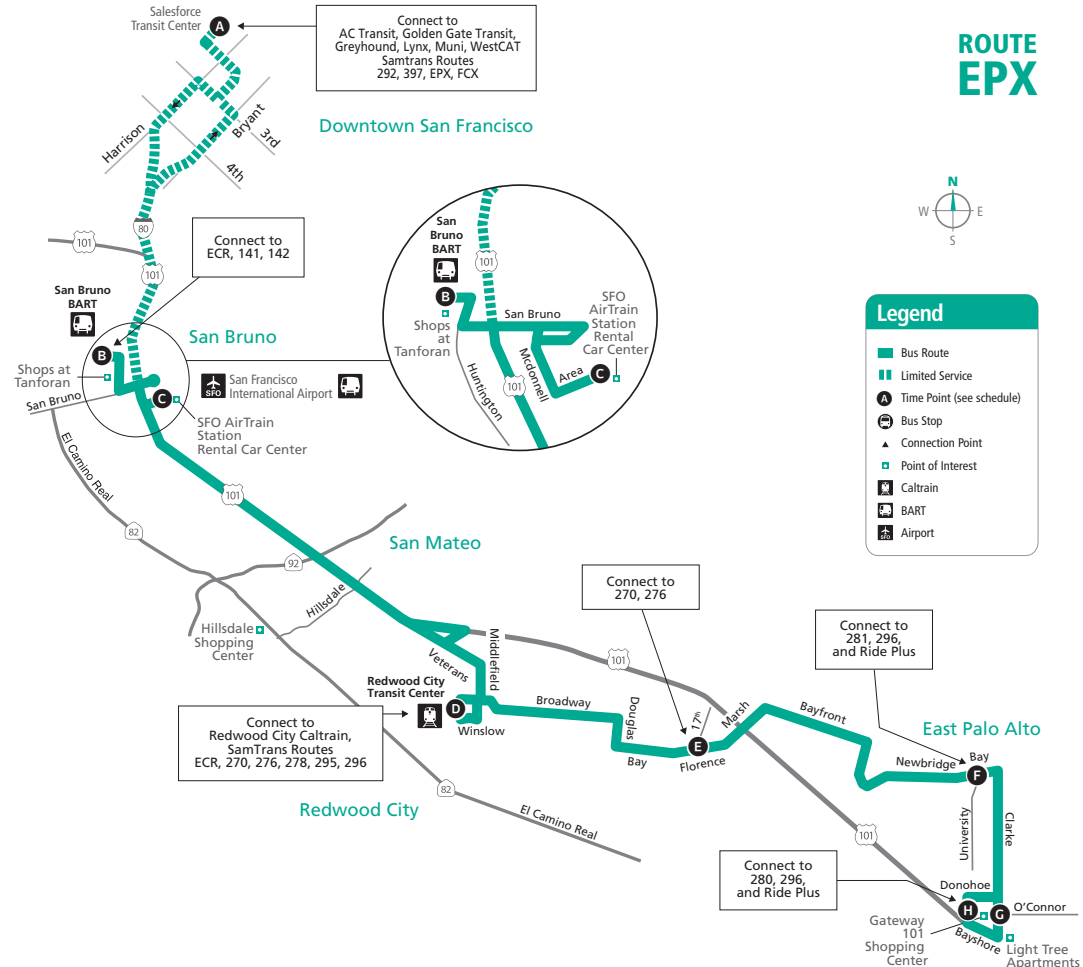 Salesforce
Transit Center
A
Connect to
AC Transit, Golden Gate Transit,
Greyhound, Lynx, Muni, WestCAT
Samtrans Routes
292, 397, EPX, FCX
ROUTE
EPX
Harrison
Bryant
3rd
4th
Downtown San Francisco
N
W
E
S
80
101
101
Connect to
ECR, 141, 142
San Bruno
BART
B
San Bruno
Shops at
Tanforan
San Bruno
C
SFO
San Francisco
International Airport
SFO AirTrain
Station
Rental Car Center
San
Bruno
BART
101
B
Shops
at
Tanforan
San Bruno
SFO
AirTrain
Station
Rental
Car Center
Huntington
101
Mcdonnell
Area
C
Legend
Bus Route
Limited Service
A
Time Point (see schedule)
Bus Stop
Connection Point
Point of Interest
Caltrain
BART
SFO
Airport
El Camino Real
82
101
92
San Mateo
Hillsdale
Hillsdale
Shopping
Center
Veterans
Middlefield
101
Redwood City
Transit Center
D
Winslow
Connect to
Redwood City Caltrain,
SamTrans Routes
ECR, 270, 276, 278, 295, 296
Redwood City
82
El Camino Real
Broadway
Douglas
Bay
Connect to
270, 276
17th
E
Florence
Marsh
Bayfront
Connect to
281, 296,
and Ride Plus
East Palo Alto
Newbridge
Bay
F
University
Clarke
101
Connect to
280, 296,
and Ride Plus
Donohoe
H
G
O'Connor
Gateway
101
Shopping
Center
Bayshore
Light Tree
Apartments